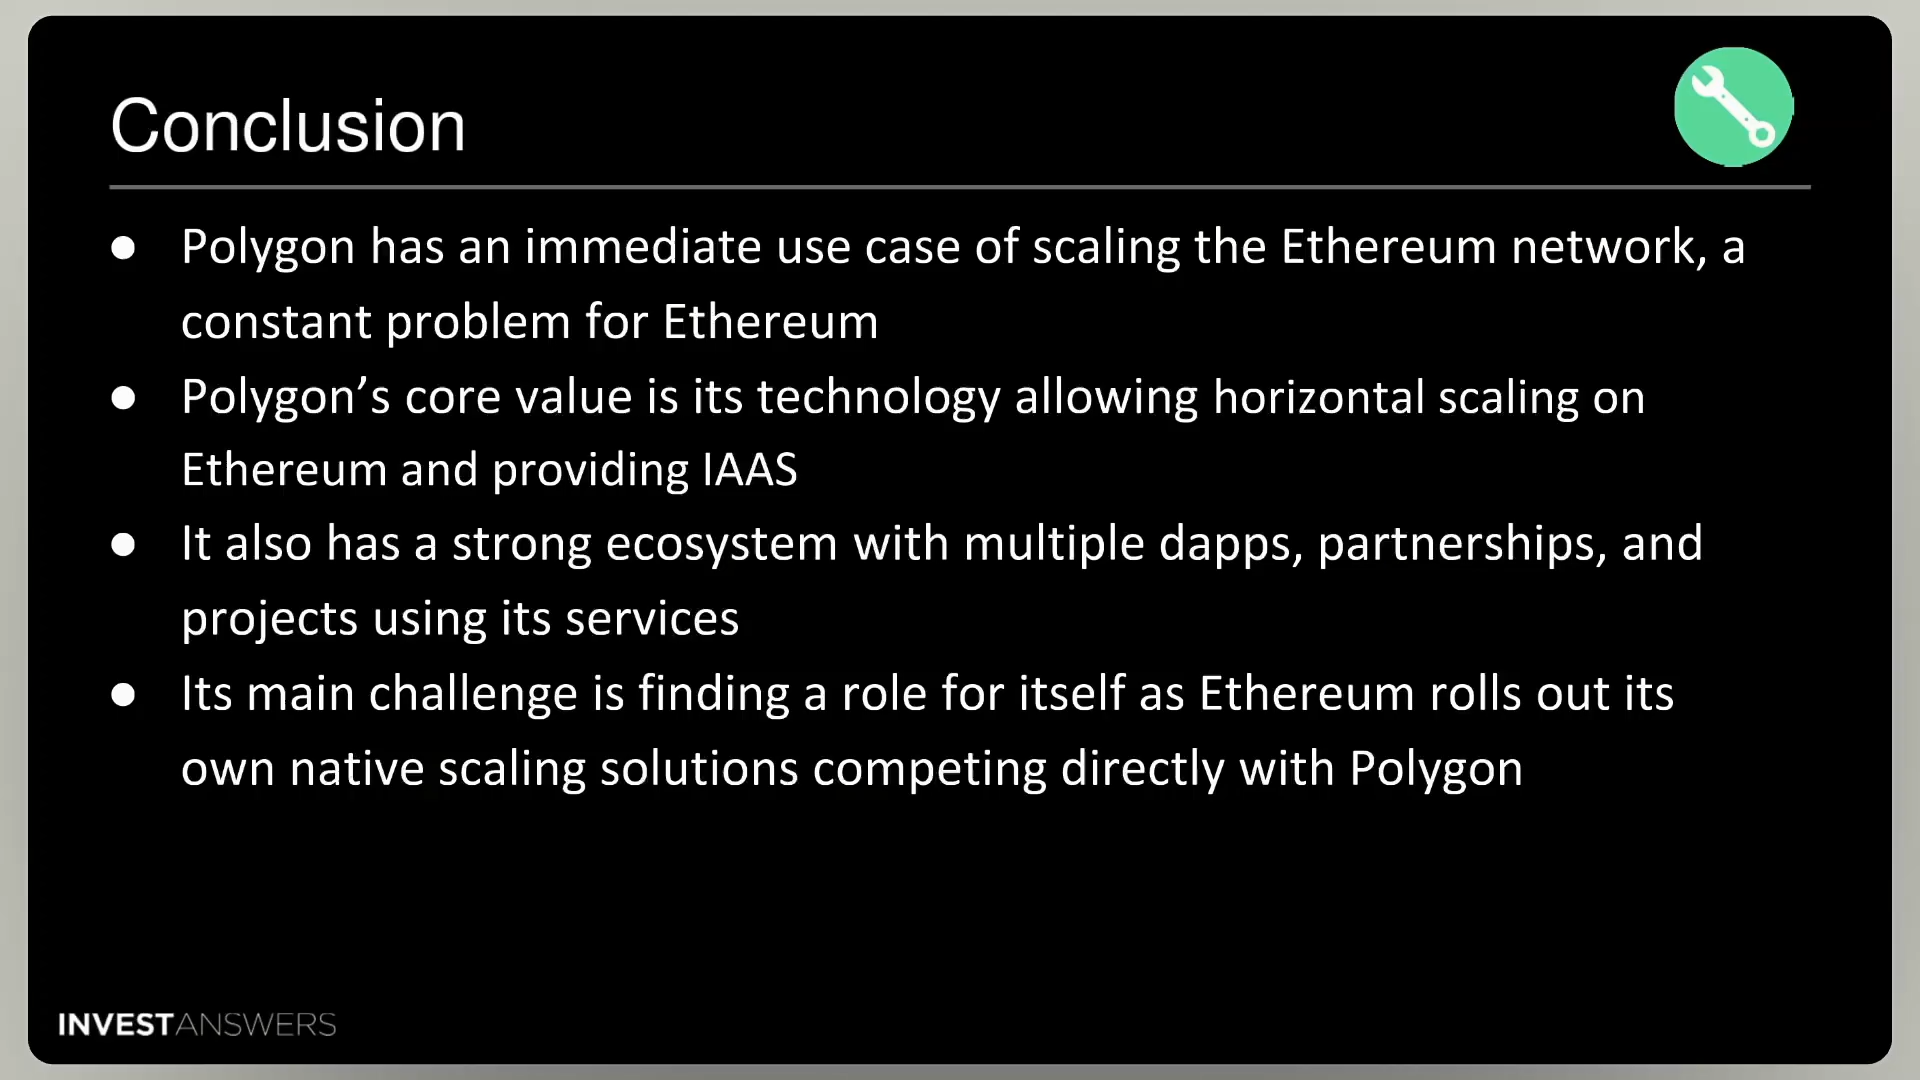 Conclusion
● Polygon has an immediate use case of scaling the Ethereum network, a
constant problem for Ethereum
● Polygon’s core value is its technology allowing horizontal scaling on
Ethereum and providing IAAS
● It also has a strong ecosystem with multiple dapps, partnerships, and
projects using its services
● Its main challenge is finding a role for itself as Ethereum rolls out its
own native scaling solutions competing directly with Polygon
INVESTANSWERS